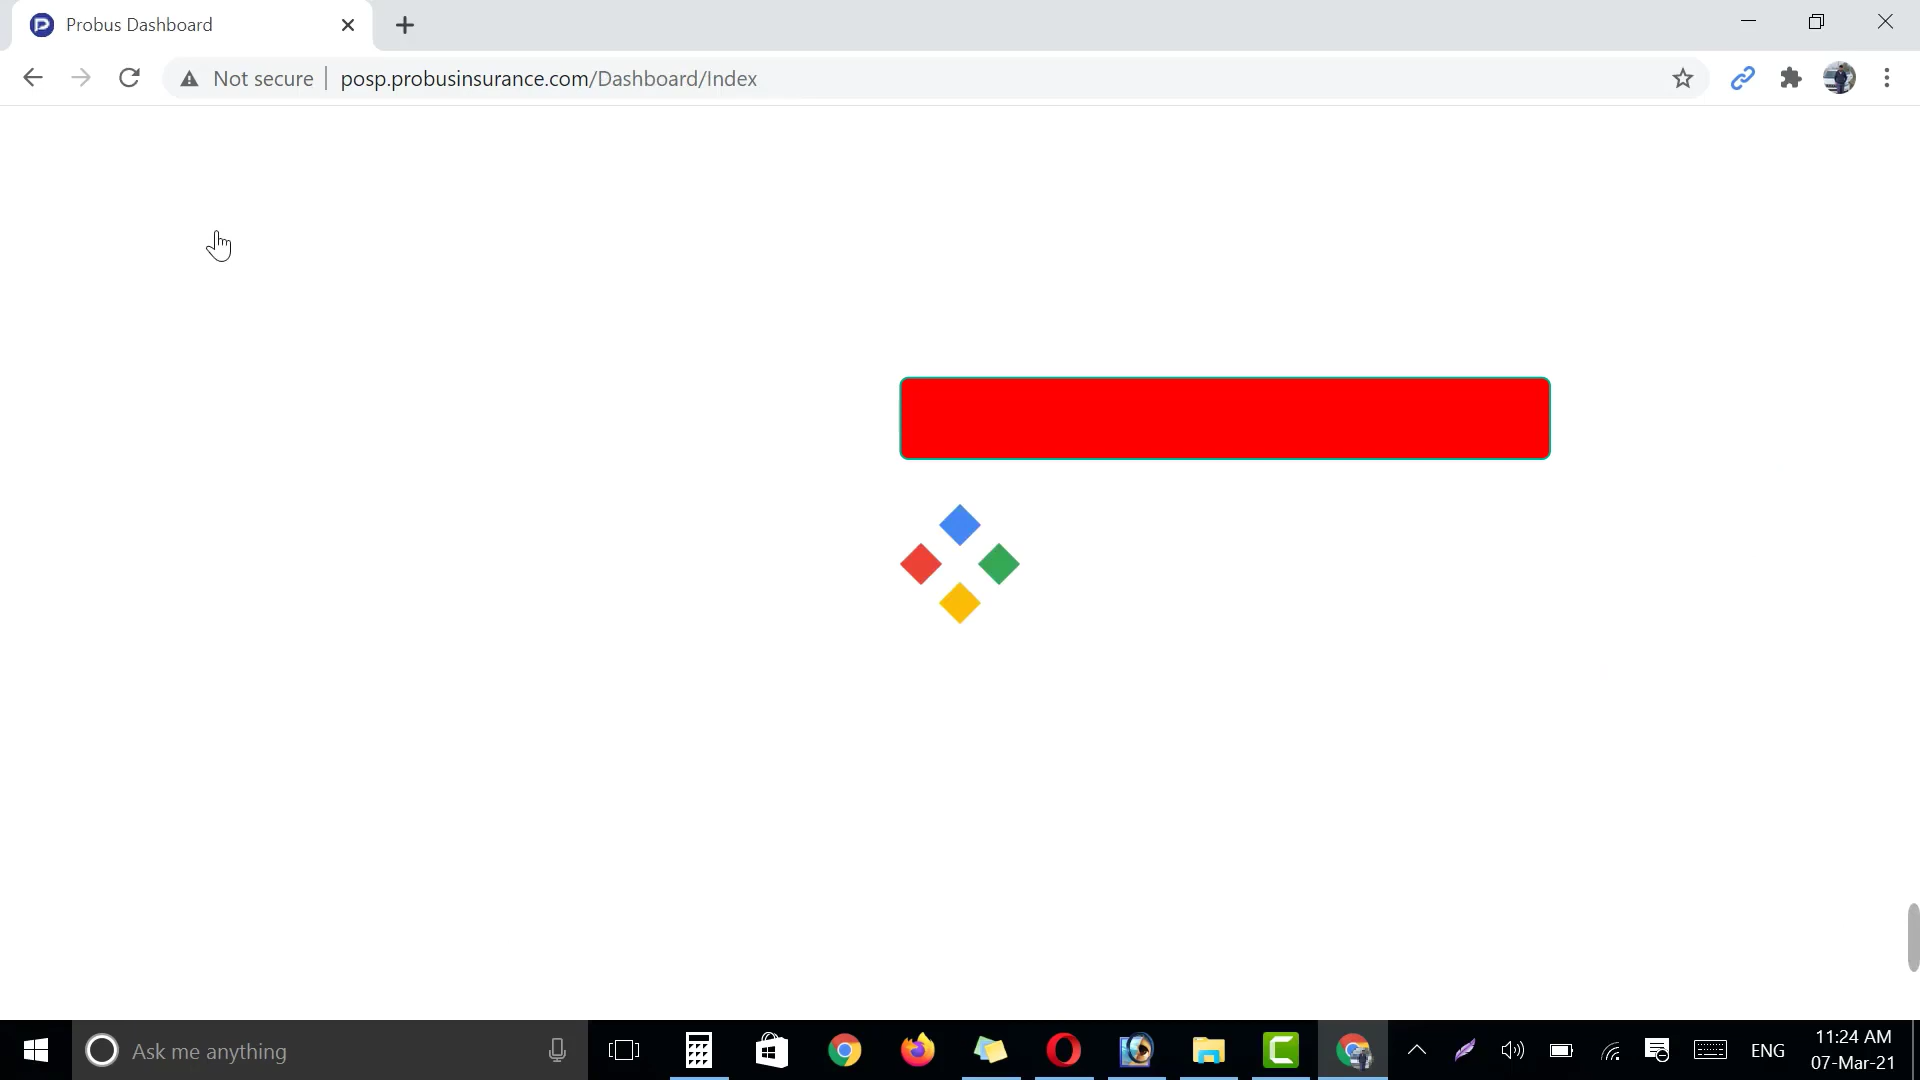 Probus Dashboard
Not secure posp.probusinsurance.com/Dashboard/Index
Ask me anything
ENG
11:24 AM
07-Mar-21